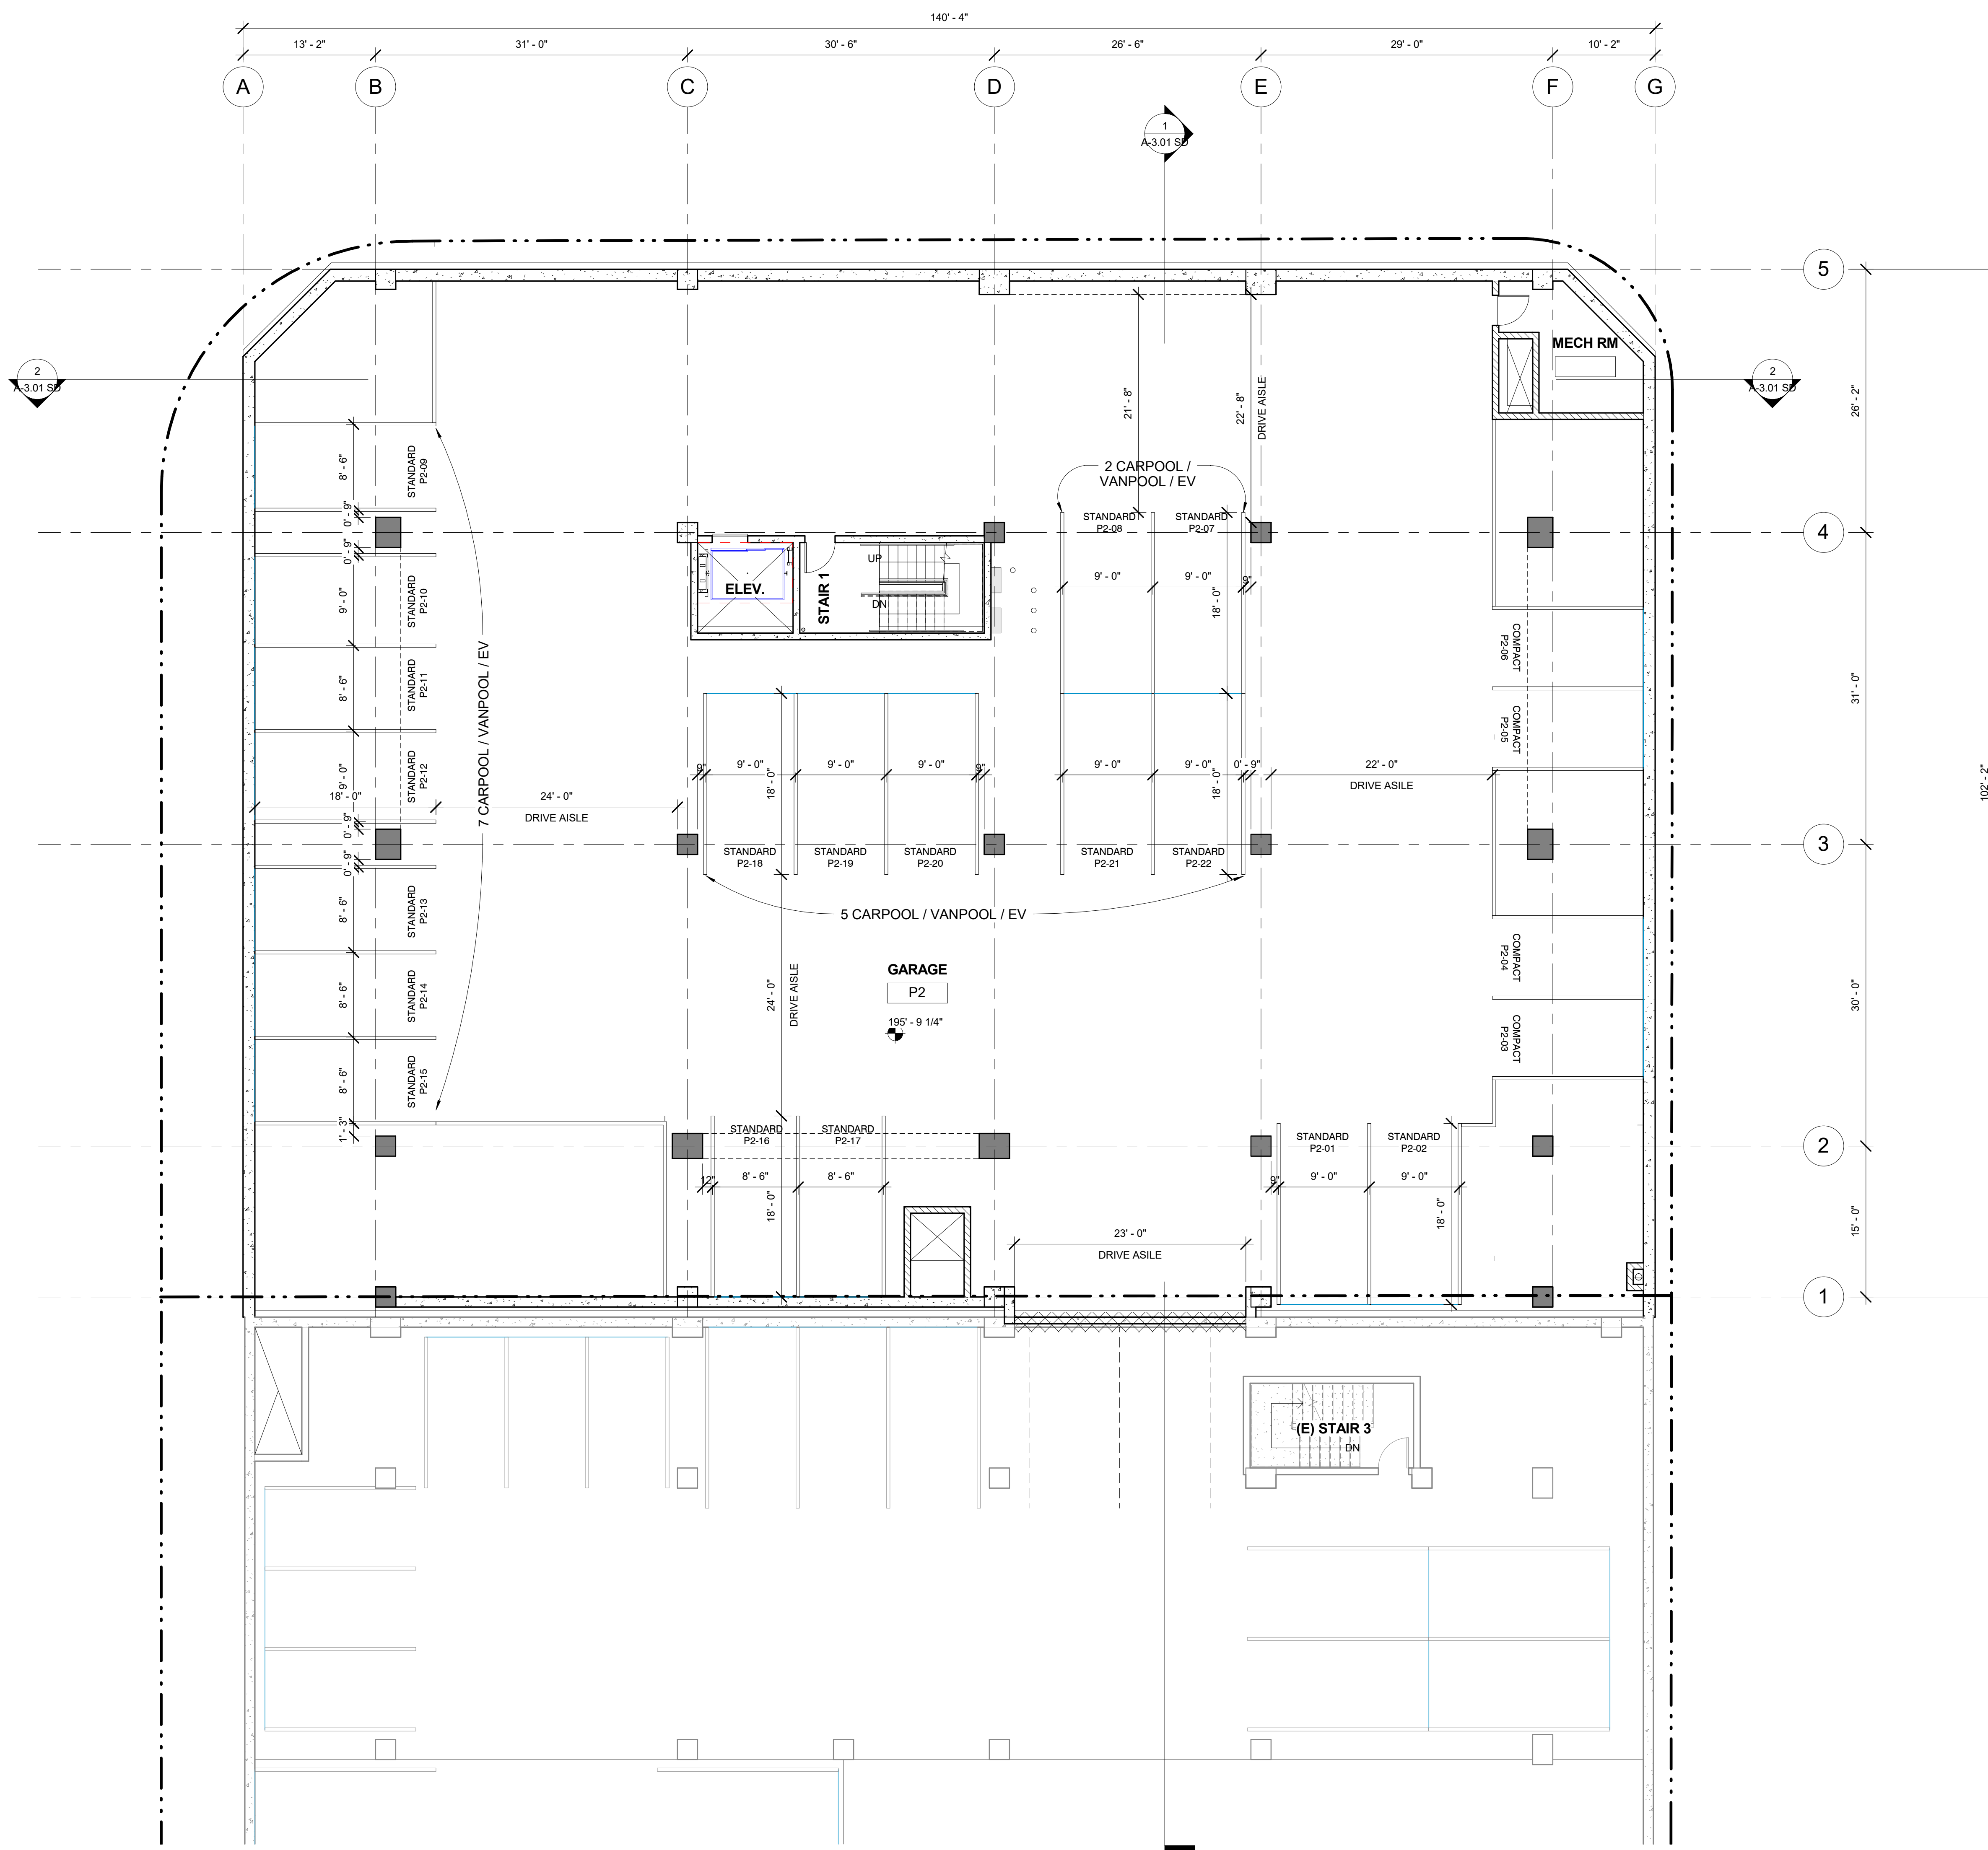 140' - 4"
13' - 2"
31' - 0"
30' - 6"
26' - 6"
29' - 0"
10' - 2"
A
B
C
D
E
F
G
1
A-3.01 SD
5
2
A-3.01 SD
MECH RM
2
A-3.01 SD
26' - 2"
21' - 8"
22' - 8"
DRIVE AISLE
2 CARPOOL /
VANPOOL / EV
8' - 6"
STANDARD
P2-09
0' - 9"
STANDARD
P2-08
STANDARD
P2-07
4
0' - 9"
UP
ELEV.
STAIR 1
DN
9' - 0"
9' - 0"
9"
18' - 0"
9' - 0"
STANDARD
P2-10
COMPACT
P2-06
8' - 6"
STANDARD
P2-11
7 CARPOOL / VANPOOL / EV
31' - 0"
COMPACT
P2-05
9' - 0"
STANDARD
P2-12
9"
9' - 0"
9' - 0"
9' - 0"
9"
18' - 0"
9' - 0"
9' - 0"
0' - 9"
18' - 0"
22' - 0"
DRIVE ASILE
102' - 2"
18' - 0"
24' - 0"
DRIVE AISLE
0' - 9"
3
0' - 9"
STANDARD
P2-18
STANDARD
P2-19
STANDARD
P2-20
STANDARD
P2-21
STANDARD
P2-22
8' - 6"
STANDARD
P2-13
5 CARPOOL / VANPOOL / EV
COMPACT
P2-04
GARAGE
P2
195' - 9 1/4"
24' - 0"
DRIVE AISLE
8' - 6"
STANDARD
P2-14
30' - 0"
COMPACT
P2-03
8' - 6"
STANDARD
P2-15
1' - 3"
STANDARD
P2-16
STANDARD
P2-17
STANDARD
P2-01
STANDARD
P2-02
2
12"
8' - 6"
8' - 6"
18' - 0"
9"
9' - 0"
9' - 0"
18' - 0"
15' - 0"
23' - 0"
DRIVE ASILE
1
(E) STAIR 3
DN